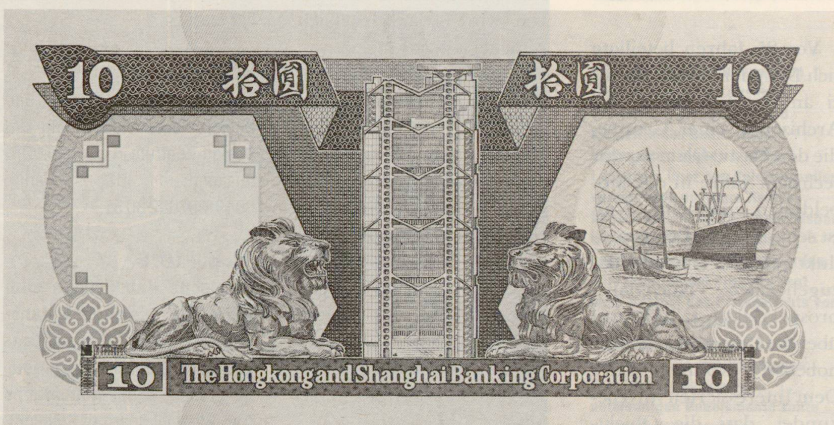 10 拾圓 拾圓 10
10 The Hongkong and Shanghai Banking Corporation 10